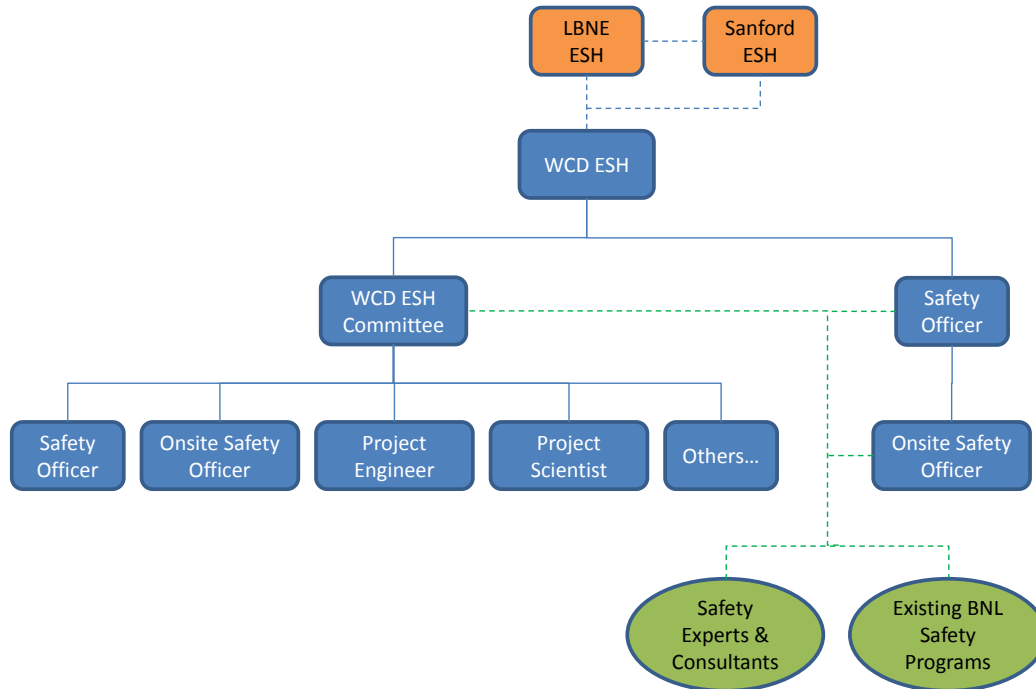 LBNE
ESH
Sanford
ESH
WCD ESH
WCD ESH
Committee
Safety
Officer
Safety
Officer
Onsite Safety
Officer
Project
Engineer
Project
Scientist
Others…
Onsite Safety
Officer
Safety
Experts &
Consultants
Existing BNL
Safety
Programs